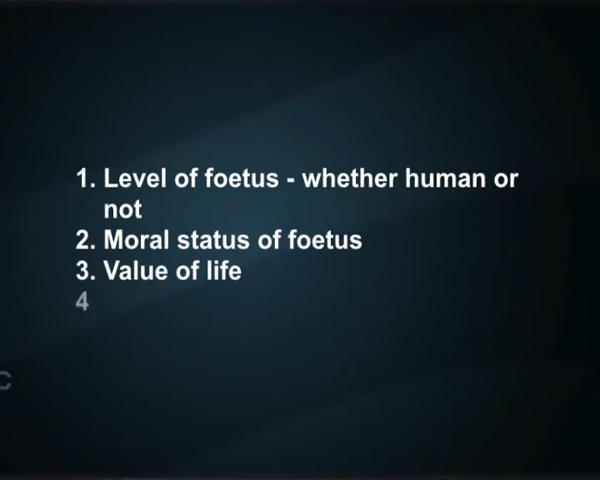 1. Level of foetus - whether human or
not
2. Moral status of foetus
3. Value of life
4
C